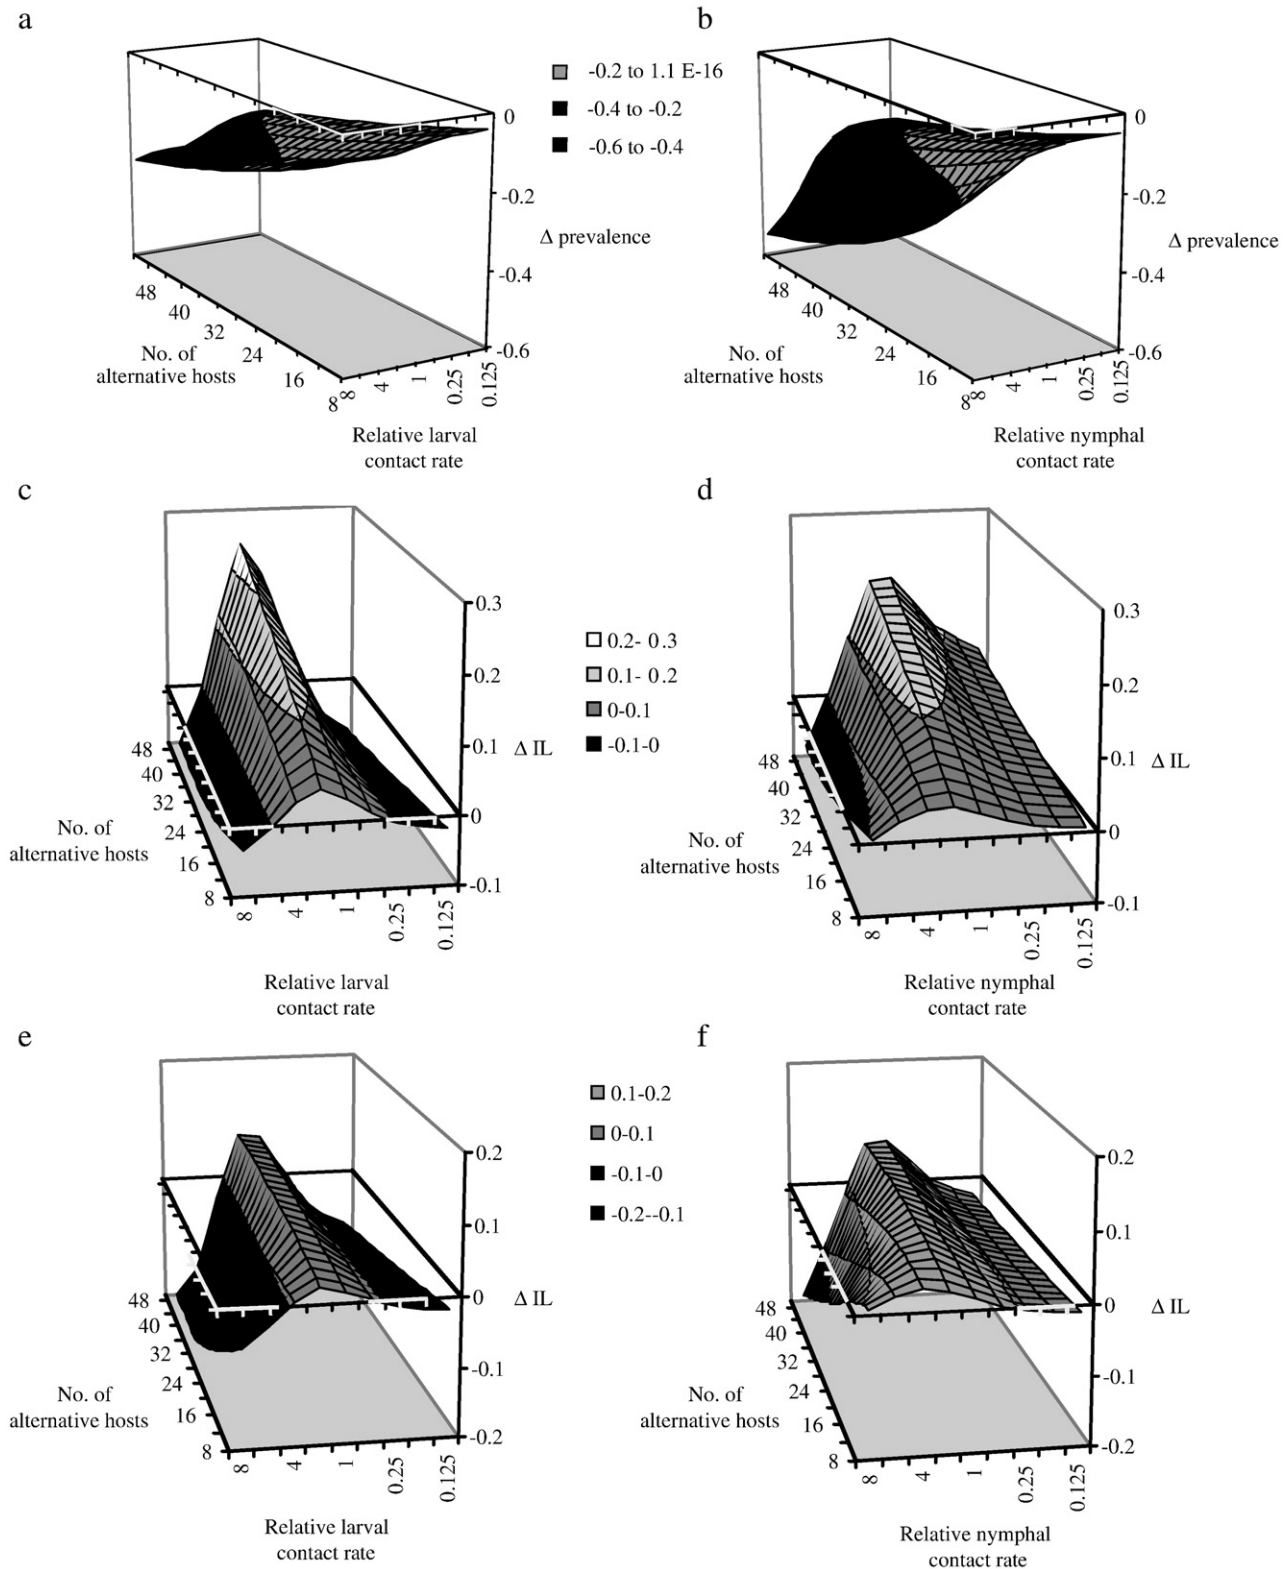 a
b
-0.2 to 1.1 E-16
-0.4 to -0.2
-0.6 to -0.4
0
-0.2
-0.4
-0.6
Δ prevalence
48
40
32
24
16
8
No. of
alternative hosts
8
4
1
0.25
0.125
Relative larval
contact rate
0
-0.2
-0.4
-0.6
Δ prevalence
48
40
32
24
16
8
No. of
alternative hosts
8
4
1
0.25
0.125
Relative nymphal
contact rate
c
d
0.2- 0.3
0.1- 0.2
0-0.1
-0.1-0
0.3
0.2
0.1
0
-0.1
Δ IL
48
40
32
24
16
8
No. of
alternative hosts
8
4
1
0.25
0.125
Relative larval
contact rate
0.3
0.2
0.1
0
-0.1
Δ IL
48
40
32
24
16
8
No. of
alternative hosts
8
4
1
0.25
0.125
Relative nymphal
contact rate
e
f
0.1-0.2
0-0.1
-0.1-0
-0.2--0.1
0.2
0.1
0
-0.1
-0.2
Δ IL
48
40
32
24
16
8
No. of
alternative hosts
8
4
1
0.25
0.125
Relative larval
contact rate
0.2
0.1
0
-0.1
-0.2
Δ IL
48
40
32
24
16
8
No. of
alternative hosts
8
4
1
0.25
0.125
Relative nymphal
contact rate